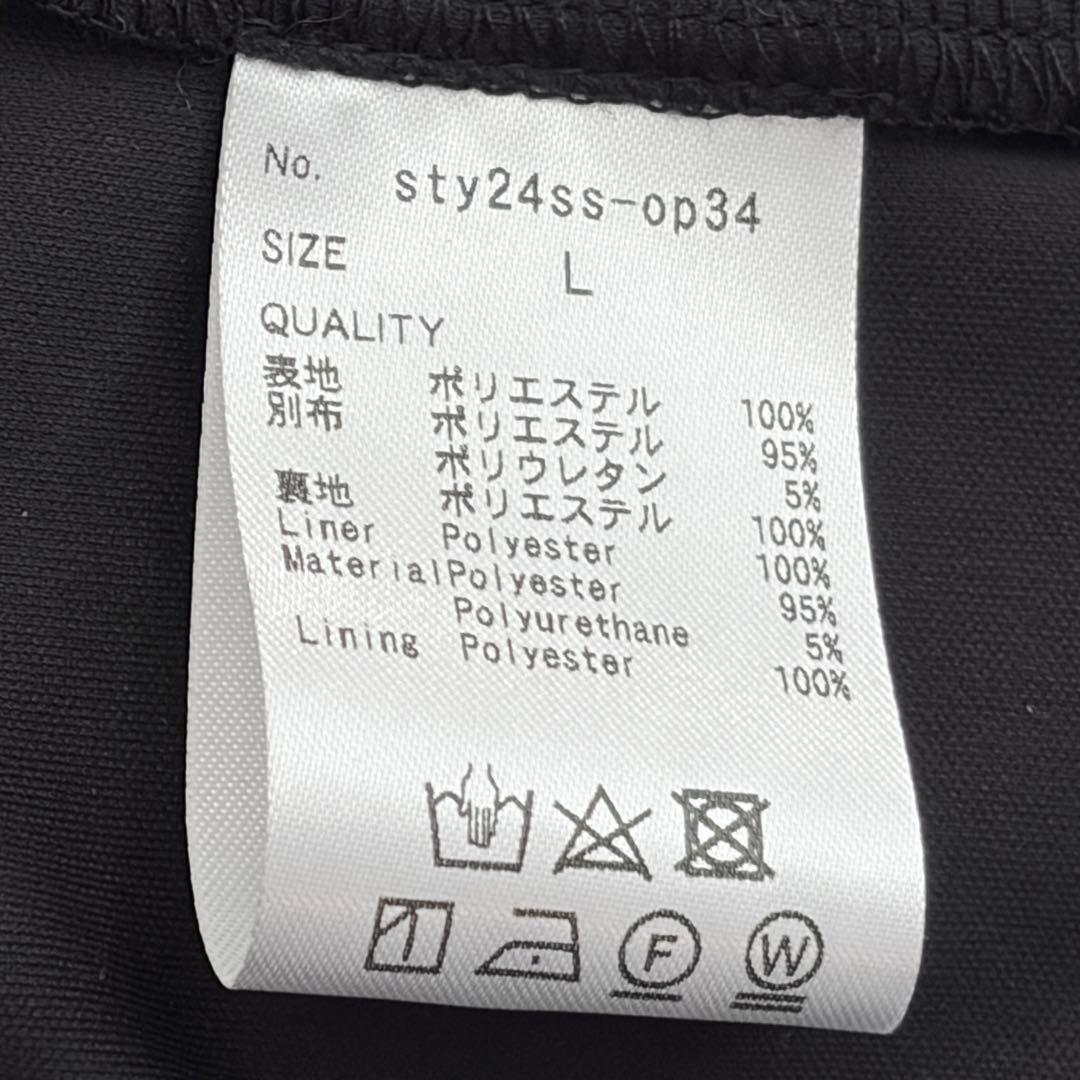 No. sty24ss-op34
SIZE L
QUALITY
表地 ポリエステル 100%
別布 ポリエステル 95%
ポリウレタン 5%
裏地 ポリエステル 100%
Liner Polyester 100%
Material Polyester 95%
Polyurethane 5%
Lining Polyester 100%
F W